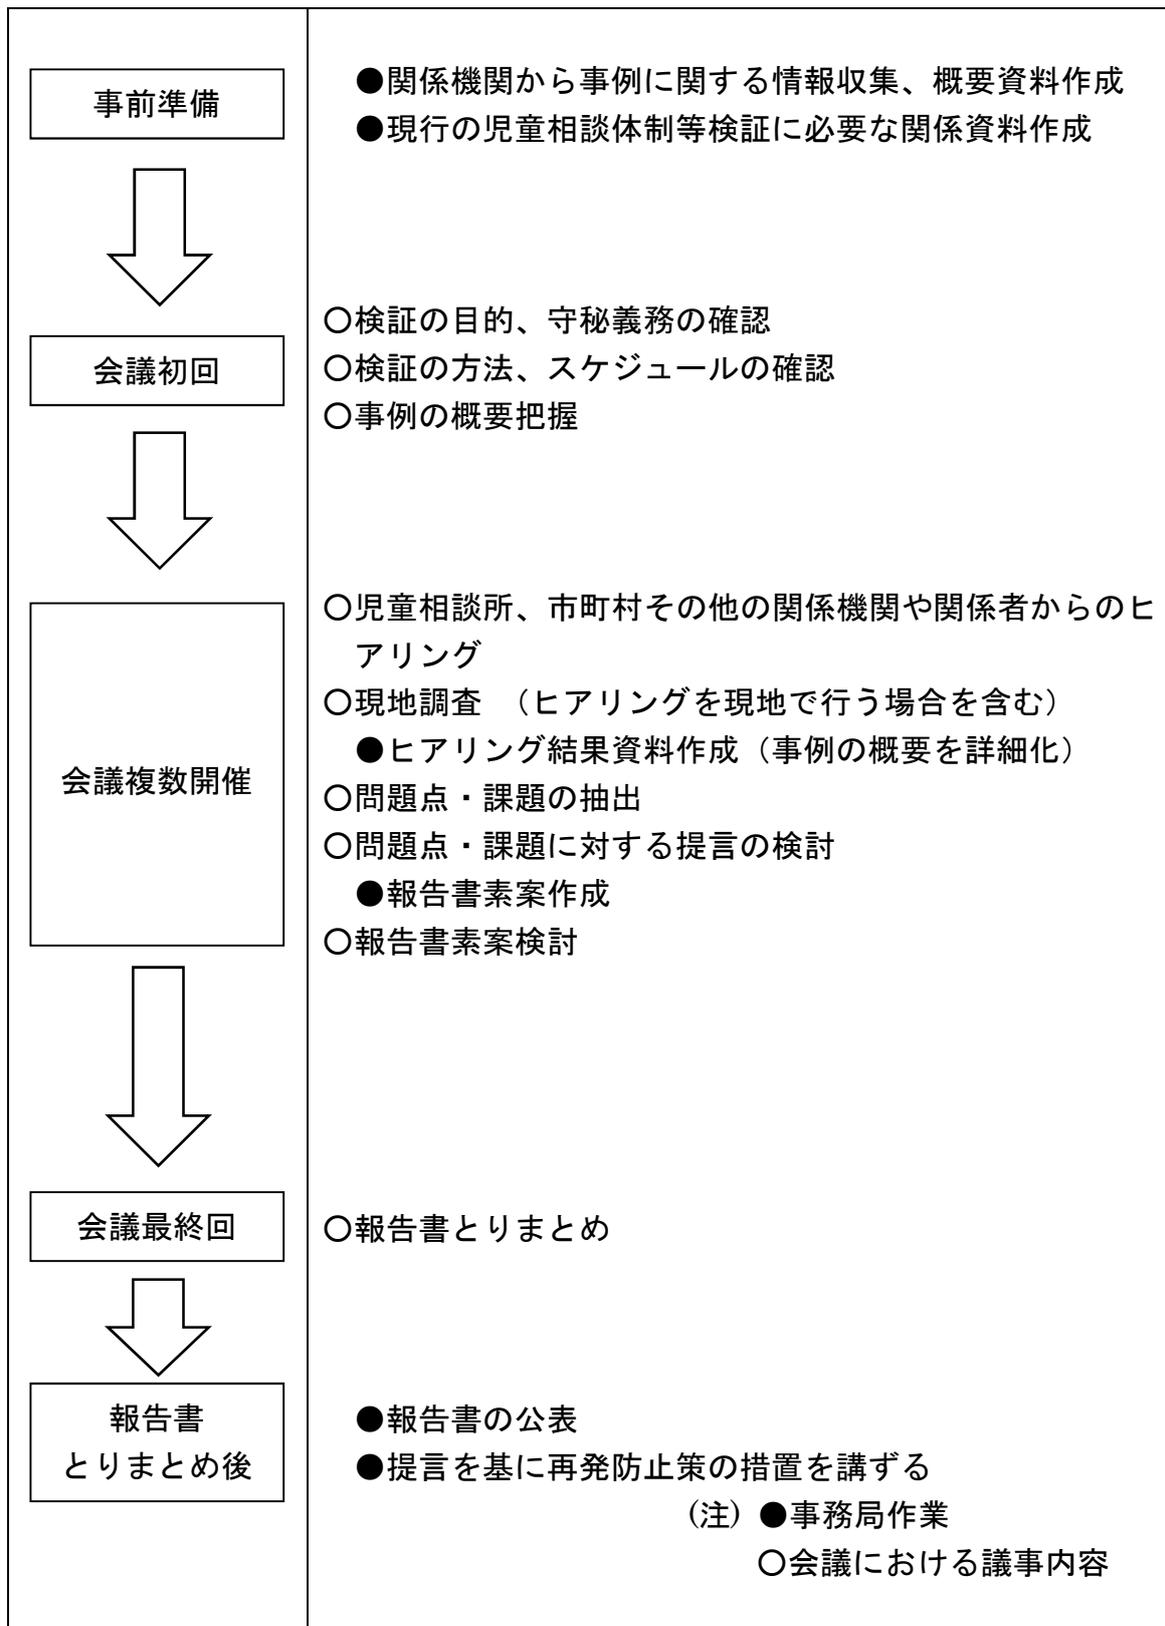 事前準備
●関係機関から事例に関する情報収集、概要資料作成
●現行の児童相談体制等検証に必要な関係資料作成
会議初回
〇検証の目的、守秘義務の確認
〇検証の方法、スケジュールの確認
〇事例の概要把握
会議複数開催
〇児童相談所、市町村その他の関係機関や関係者からのヒ
アリング
〇現地調査　（ヒアリングを現地で行う場合を含む）
●ヒアリング結果資料作成（事例の概要を詳細化）
〇問題点・課題の抽出
〇問題点・課題に対する提言の検討
●報告書素案作成
〇報告書素案検討
会議最終回
〇報告書とりまとめ
報告書
とりまとめ後
●報告書の公表
●提言を基に再発防止策の措置を講ずる
(注) ●事務局作業
〇会議における議事内容